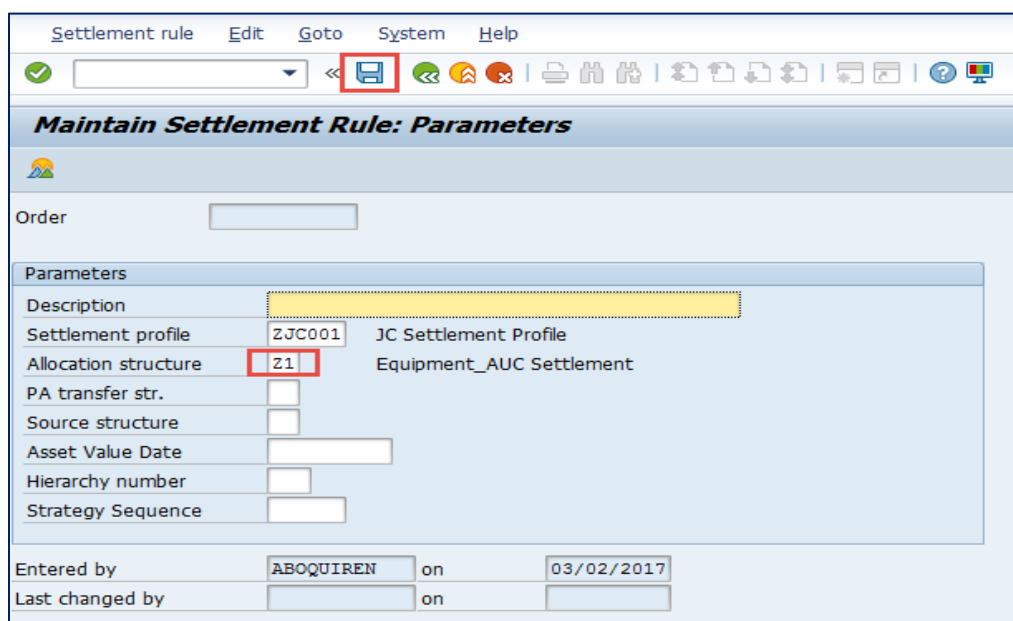 Settlement rule Edit Goto System Help
Maintain Settlement Rule: Parameters
Order
Parameters
Description
Settlement profile ZJC001 JC Settlement Profile
Allocation structure Z1 Equipment_AUC Settlement
PA transfer str.
Source structure
Asset Value Date
Hierarchy number
Strategy Sequence
Entered by ABOQUIREN on 03/02/2017
Last changed by on